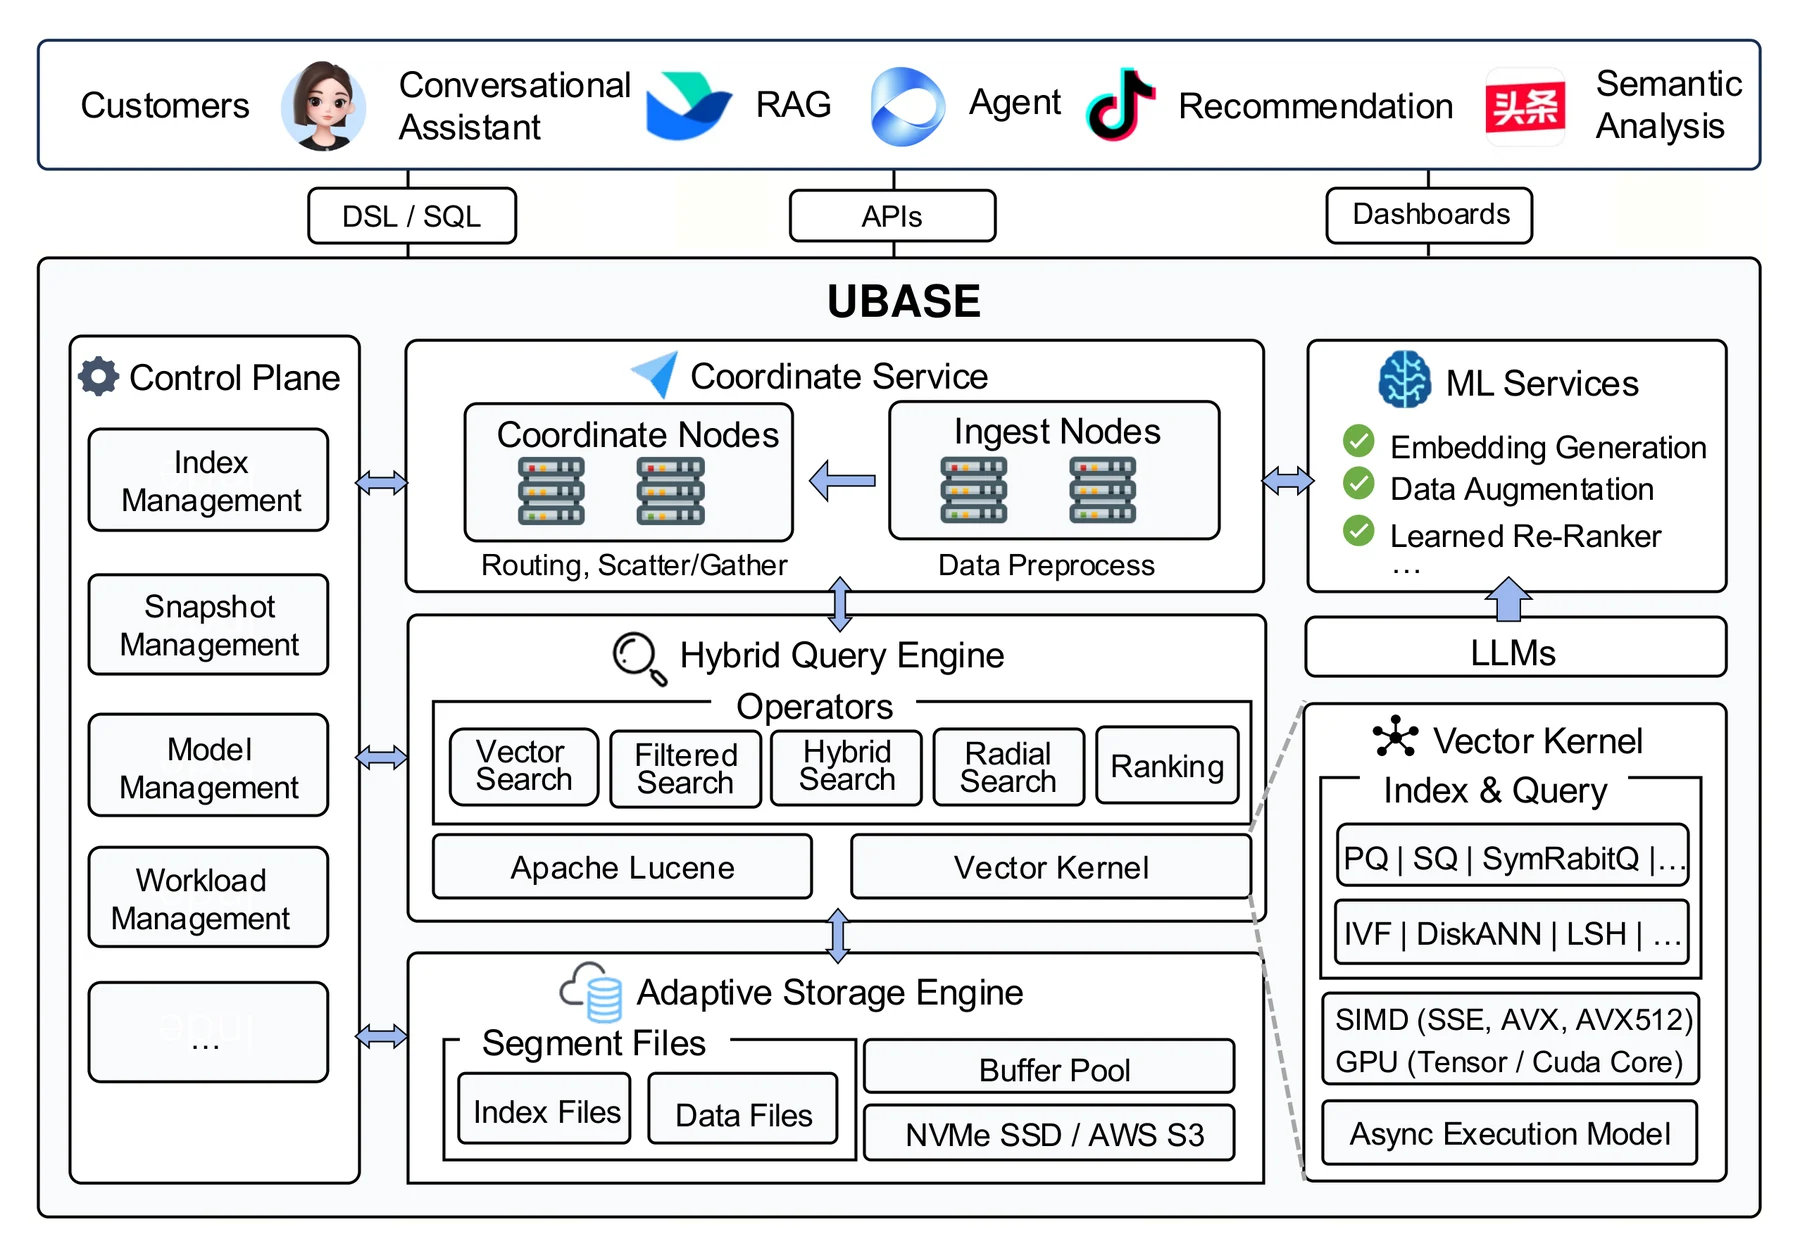 Customers
Conversational
Assistant
RAG
Agent
Recommendation
头条
Semantic
Analysis
DSL / SQL
APIs
Dashboards
UBASE
Control Plane
Index
Management
Snapshot
Management
Model
Management
Workload
Management
...
Coordinate Service
Coordinate Nodes
Routing, Scatter/Gather
Ingest Nodes
Data Preprocess
ML Services
Embedding Generation
Data Augmentation
Learned Re-Ranker
...
LLMs
Hybrid Query Engine
Operators
Vector
Search
Filtered
Search
Hybrid
Search
Radial
Search
Ranking
Apache Lucene
Vector Kernel
Adaptive Storage Engine
Segment Files
Index Files
Data Files
Buffer Pool
NVMe SSD / AWS S3
Vector Kernel
Index & Query
PQ | SQ | SymRabitQ |...
IVF | DiskANN | LSH | ...
SIMD (SSE, AVX, AVX512)
GPU (Tensor / Cuda Core)
Async Execution Model